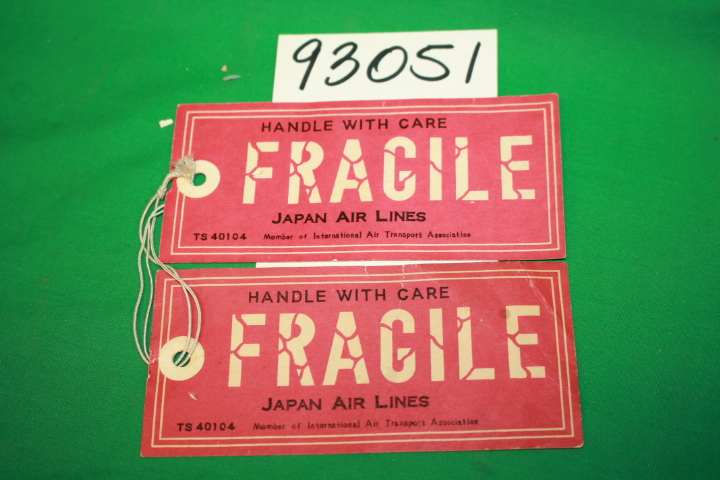 93051
HANDLE WITH CARE
FRAGILE
JAPAN AIR LINES
TS 40104 Member of International Air Transport Association
HANDLE WITH CARE
FRAGILE
JAPAN AIR LINES
TS 40104 Member of International Air Transport Association